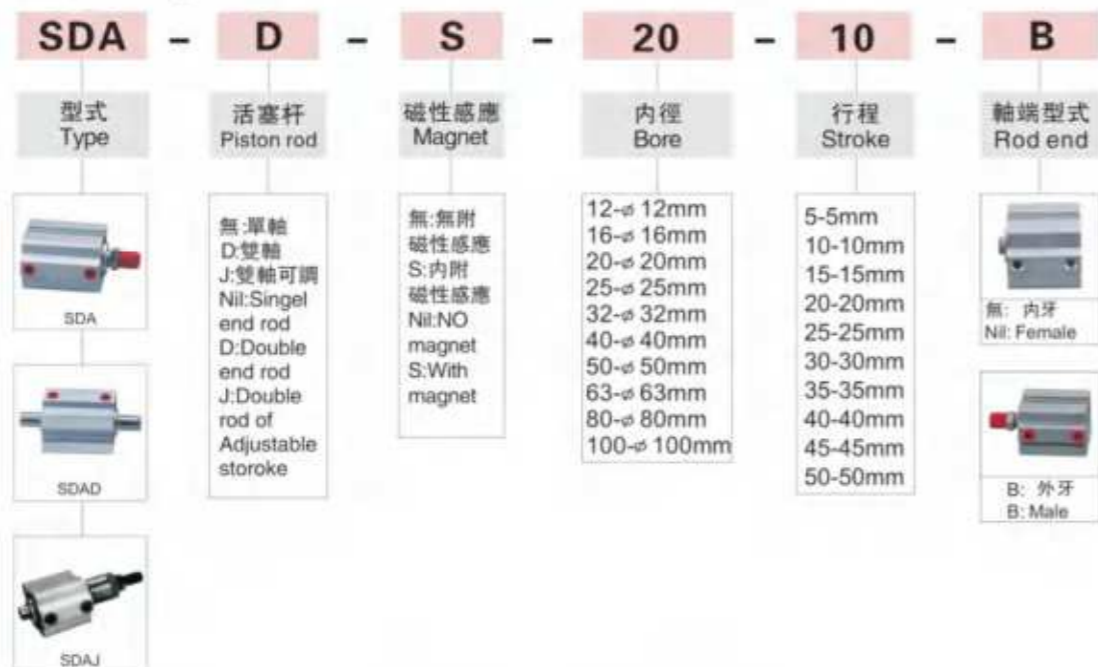 SDA - D - S - 20 - 10 - B
型式
Type
活塞杆
Piston rod
磁性感應
Magnet
内徑
Bore
行程
Stroke
軸端型式
Rod end
SDA
SDAD
SDAJ
無:單軸
D:雙軸
J:雙軸可調
Nil:Singel
end rod
D:Double
end rod
J:Double
rod of
Adjustable
storoke
無:無附
磁性感應
S:内附
磁性感應
Nil:NO
magnet
S:With
magnet
12-ø 12mm
16-ø 16mm
20-ø 20mm
25-ø 25mm
32-ø 32mm
40-ø 40mm
50-ø 50mm
63-ø 63mm
80-ø 80mm
100-ø 100mm
5-5mm
10-10mm
15-15mm
20-20mm
25-25mm
30-30mm
35-35mm
40-40mm
45-45mm
50-50mm
無: 内牙
Nil: Female
B: 外牙
B: Male